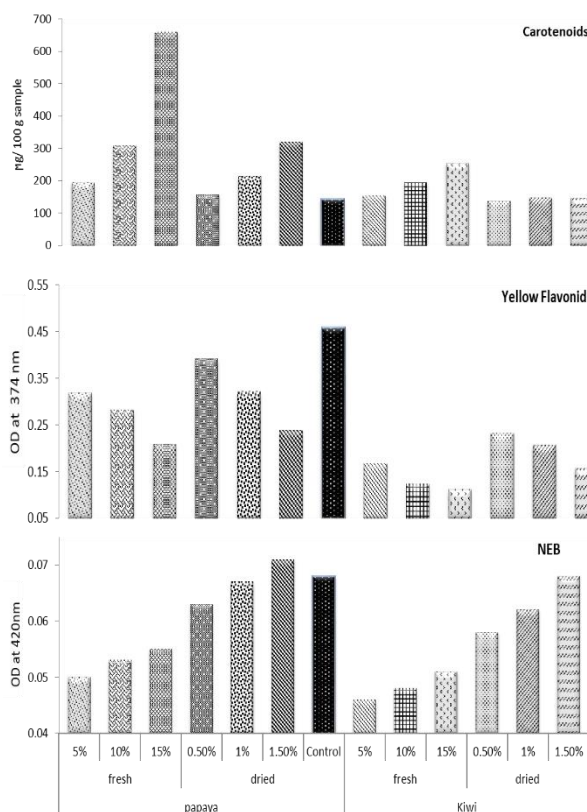 Carotenoids
Mg/ 100 g sample
700
600
500
400
300
200
100
0
Yellow Flavonid
OD at 374 nm
0.55
0.45
0.35
0.25
0.15
0.05
NEB
OD at 420nm
0.07
0.06
0.05
0.04
5% 10% 15% 0.50% 1% 1.50% Control 5% 10% 15% 0.50% 1% 1.50%
fresh dried fresh dried
papaya Kiwi